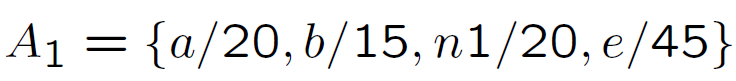 A₁ = {a/20, b/15, n1/20, e/45}